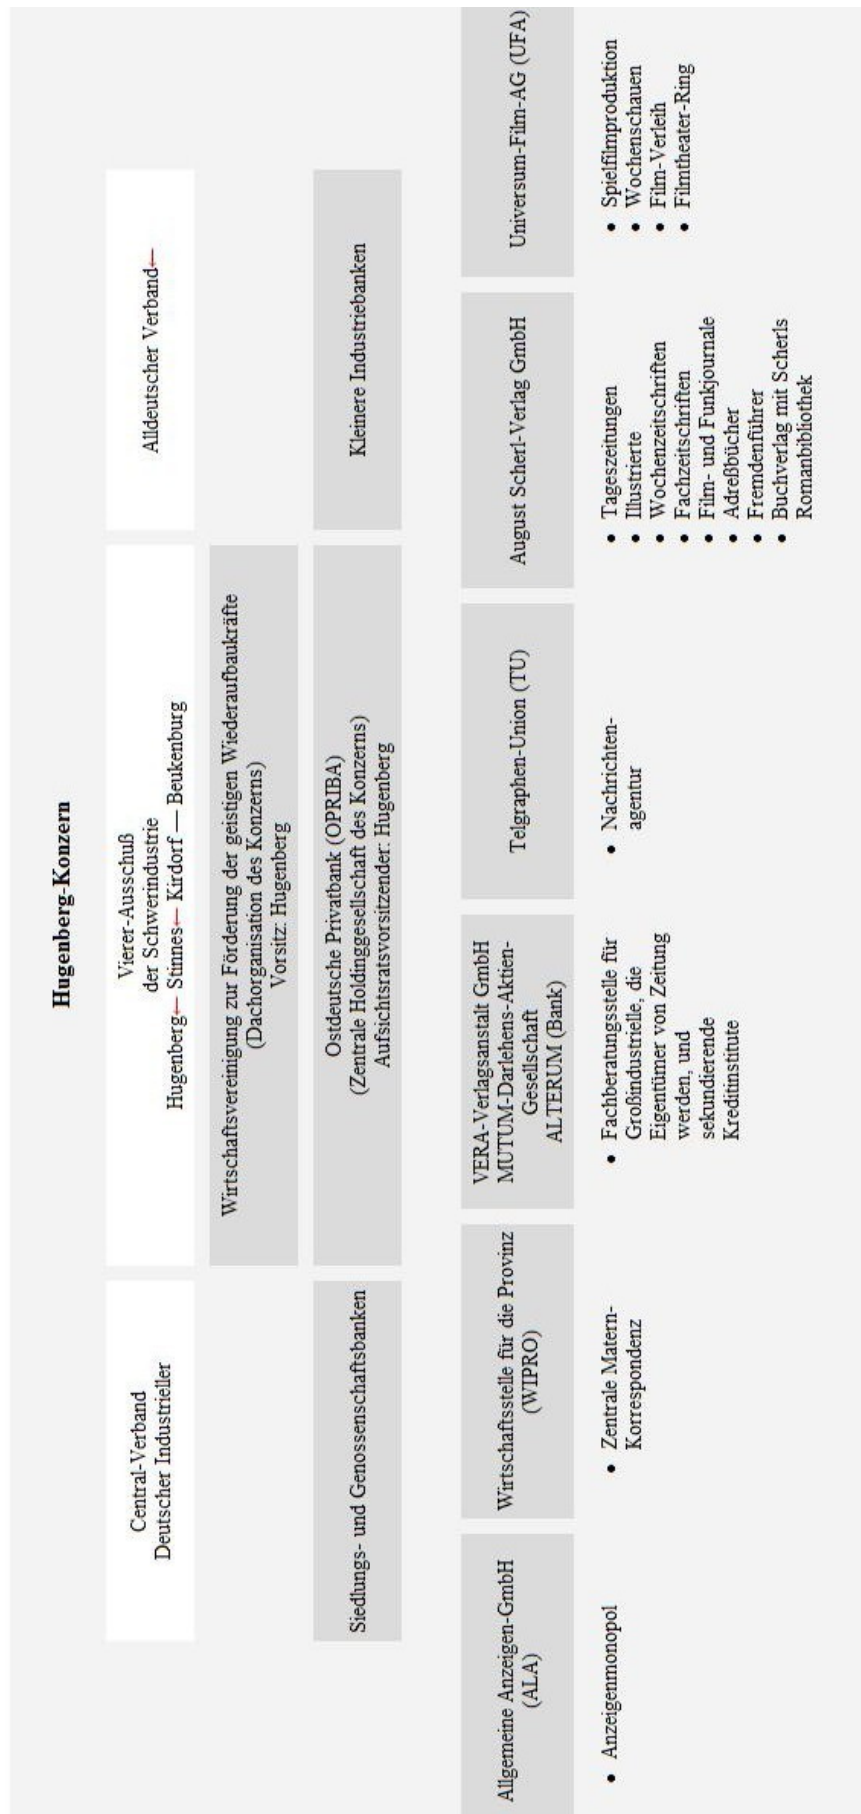 Hugenberg-Konzern
Central-Verband
Deutscher Industrieller
Vierer-Ausschuß
der Schwerindustrie
Hugenberg← Stinnes← Kirdorf — Beukenburg
Alldeutscher Verband←
Wirtschaftsvereinigung zur Förderung der geistigen Wiederaufbaukräfte
(Dachorganisation des Konzerns)
Vorsitz: Hugenberg
Siedlungs- und Genossenschaftsbanken
Ostdeutsche Privatbank (OPRIBA)
(Zentrale Holdinggesellschaft des Konzerns)
Aufsichtsratsvorsitzender: Hugenberg
Kleinere Industriebanken
Allgemeine Anzeigen-GmbH
(ALA)
• Anzeigenmonopol
Wirtschaftsstelle für die Provinz
(WIPRO)
• Zentrale Matern-
Korrespondenz
VERA-Verlagsanstalt GmbH
MUTUM-Darlehens-Aktien-
Gesellschaft
ALTERUM (Bank)
• Fachberatungsstelle für
Großindustrielle, die
Eigentümer von Zeitung
werden, und
sekundierende
Kreditinstitute
Telgraphen-Union (TU)
• Nachrichten-
agentur
August Scherl-Verlag GmbH
• Tageszeitungen
• Illustrierte
• Wochenzeitschriften
• Fachzeitschriften
• Film- und Funkjournale
• Adreßbücher
• Fremdenführer
• Buchverlag mit Scherls
Romanbibliothek
Universum-Film-AG (UFA)
• Spielfilmproduktion
• Wochenschauen
• Film-Verleih
• Filmtheater-Ring